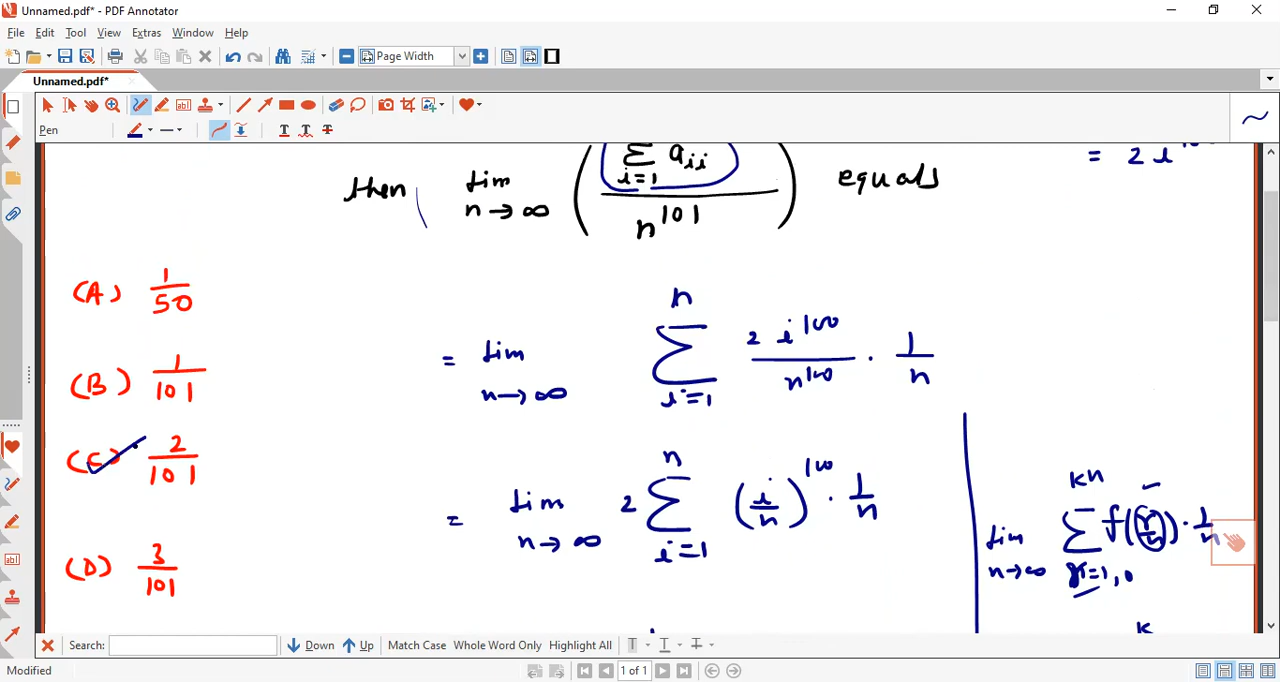 Unnamed.pdf* - PDF Annotator
File Edit Tool View Extras Window Help
Page Width
Unnamed.pdf*
Pen
= 2 i
then lim n→∞ ( Σ i=1 aii / n^101 ) equals
(A) 1/50
= lim n→∞ Σ i=1 n 2 i^100 / n^100 · 1/n
(B) 1/101
(C) 2/101
= lim n→∞ 2 Σ i=1 n (i/n)^100 · 1/n
lim n→∞ Σ r=1,0 kn f(r/n) · 1/n
(D) 3/101
k
Search: Down Up Match Case Whole Word Only Highlight All
Modified 1 of 1